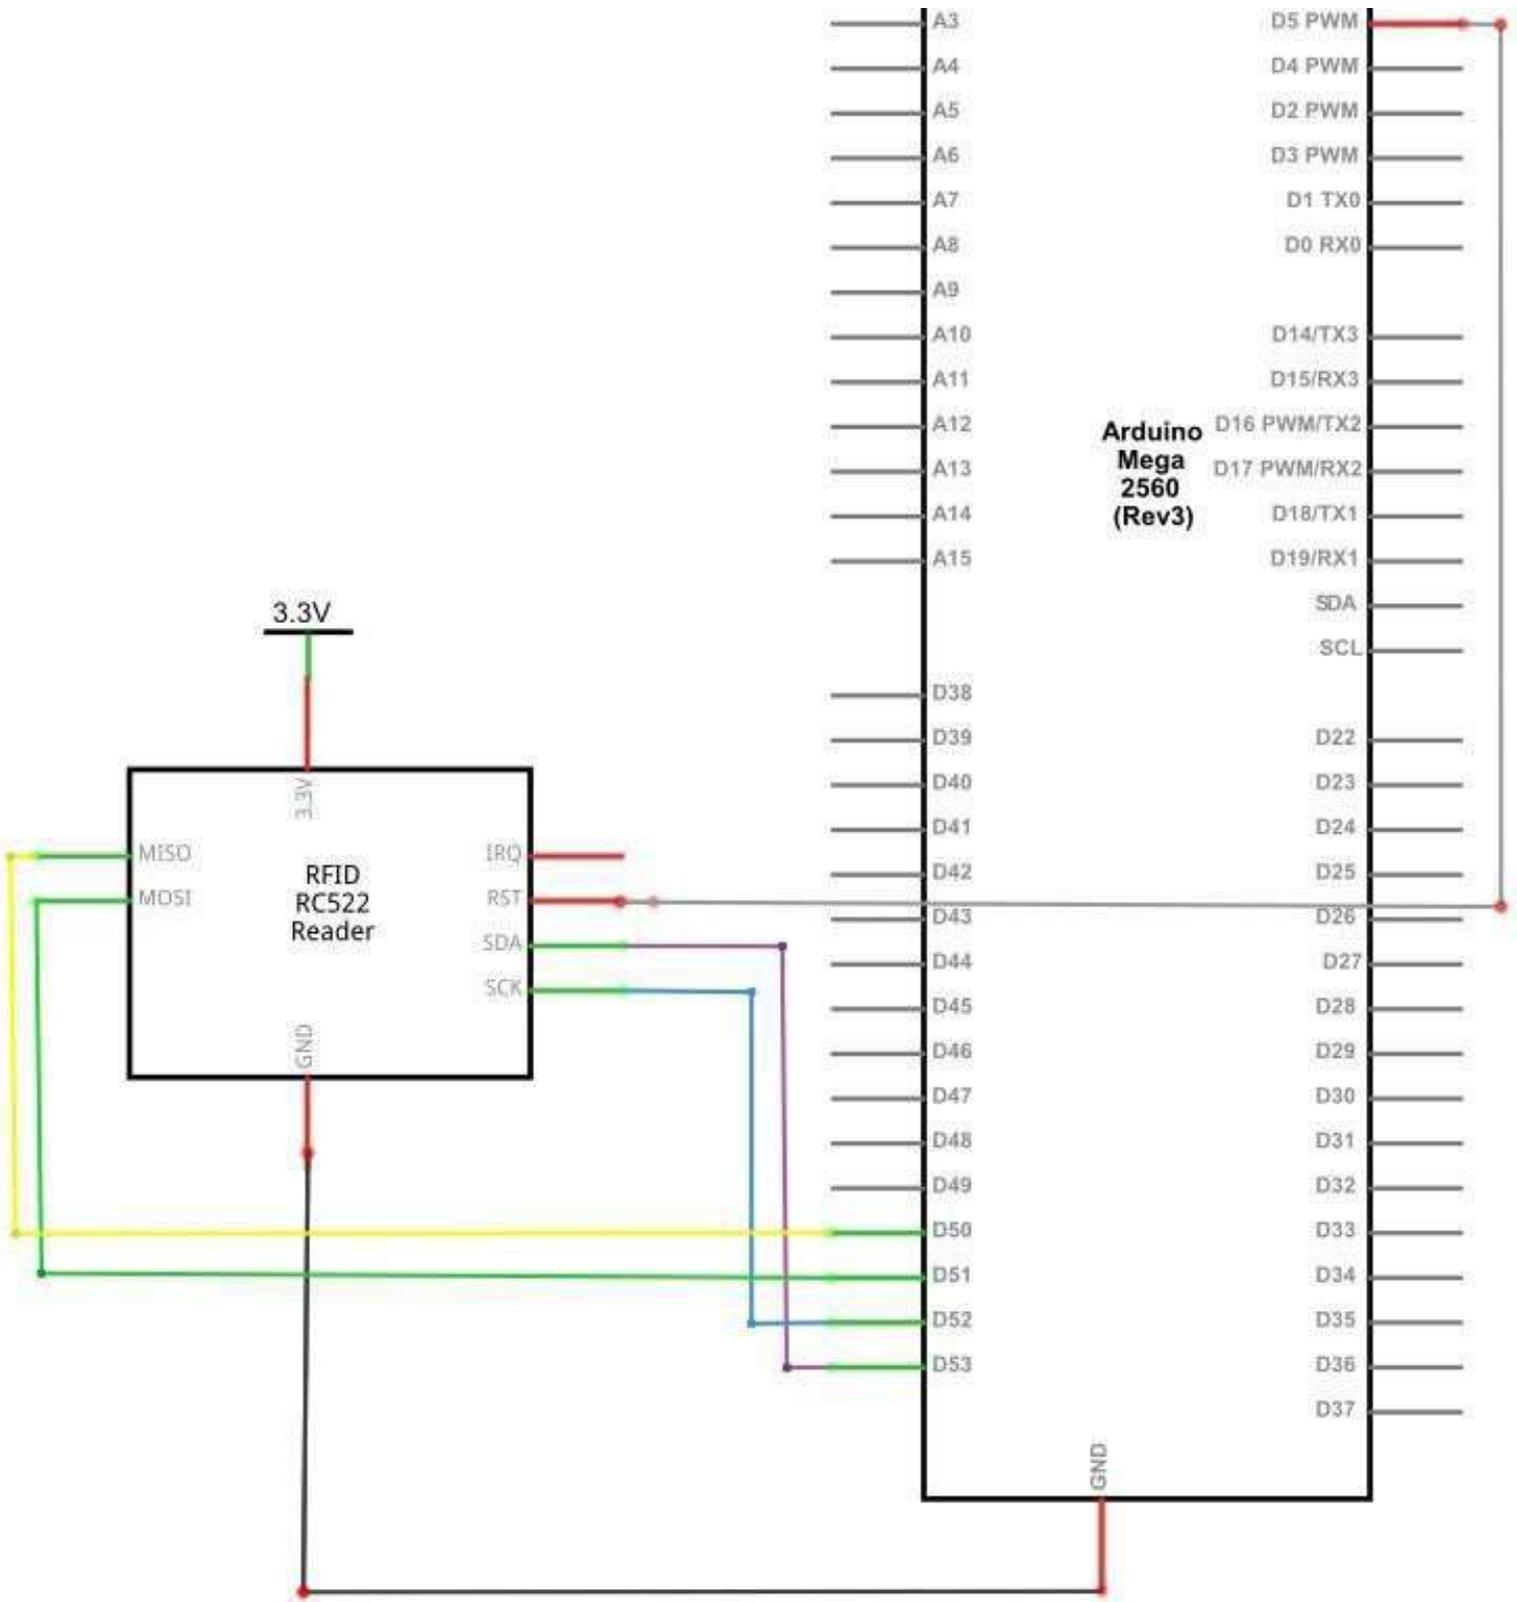 A3
A4
A5
A6
A7
A8
A9
A10
A11
A12
A13
A14
A15
D38
D39
D40
D41
D42
D43
D44
D45
D46
D47
D48
D49
D50
D51
D52
D53
D5 PWM
D4 PWM
D2 PWM
D3 PWM
D1 TX0
D0 RX0
D14/TX3
D15/RX3
D16 PWM/TX2
D17 PWM/RX2
D18/TX1
D19/RX1
SDA
SCL
D22
D23
D24
D25
D26
D27
D28
D29
D30
D31
D32
D33
D34
D35
D36
D37
Arduino
Mega
2560
(Rev3)
GND
3.3V
3.3V
MISO
MOSI
RFID
RC522
Reader
IRQ
RST
SDA
SCK
GND